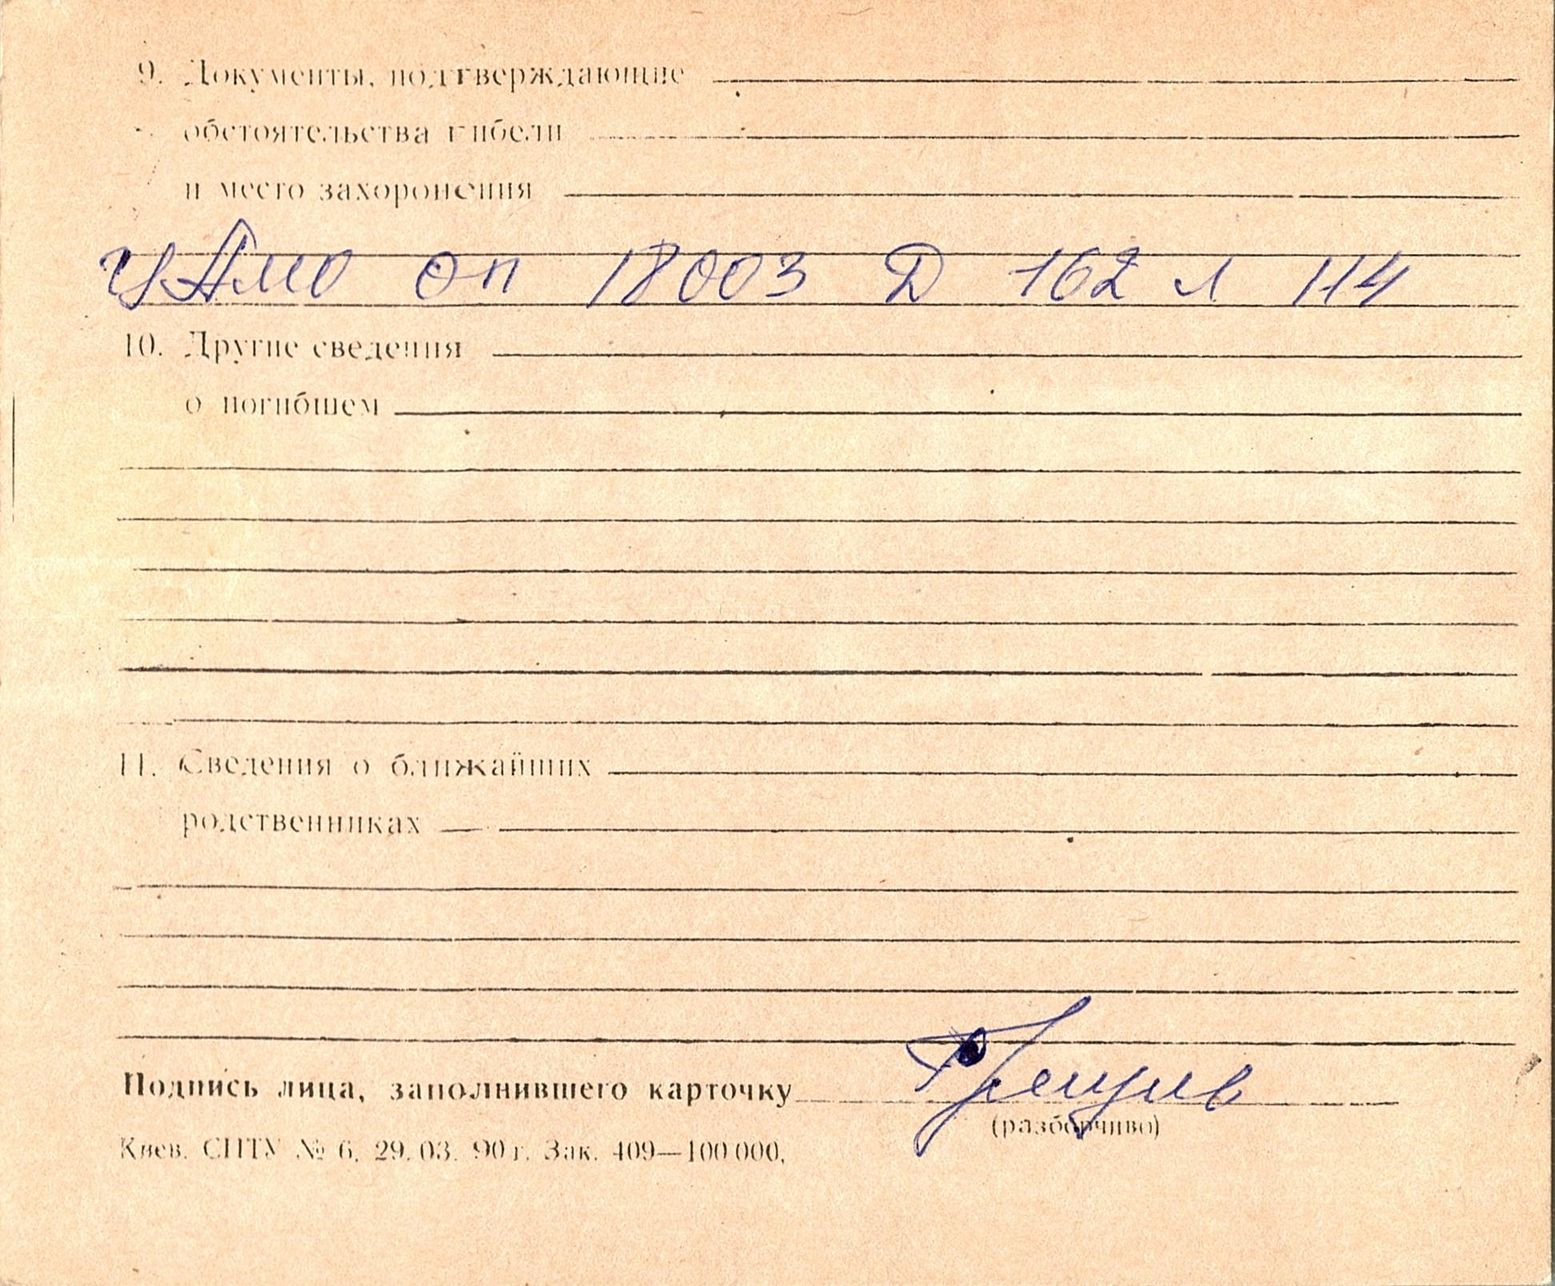 9. Документы, подтверждающие
обстоятельства гибели
и место захоронения
ЦАМО оп 18003 Д 162 л 114
10. Другие сведения
о погибшем
11. Сведения о ближайших
родственниках
Подпись лица, заполнившего карточку
(разборчиво)
Киев. СПТУ № 6. 29.03. 90 г. Зак. 409—100 000.